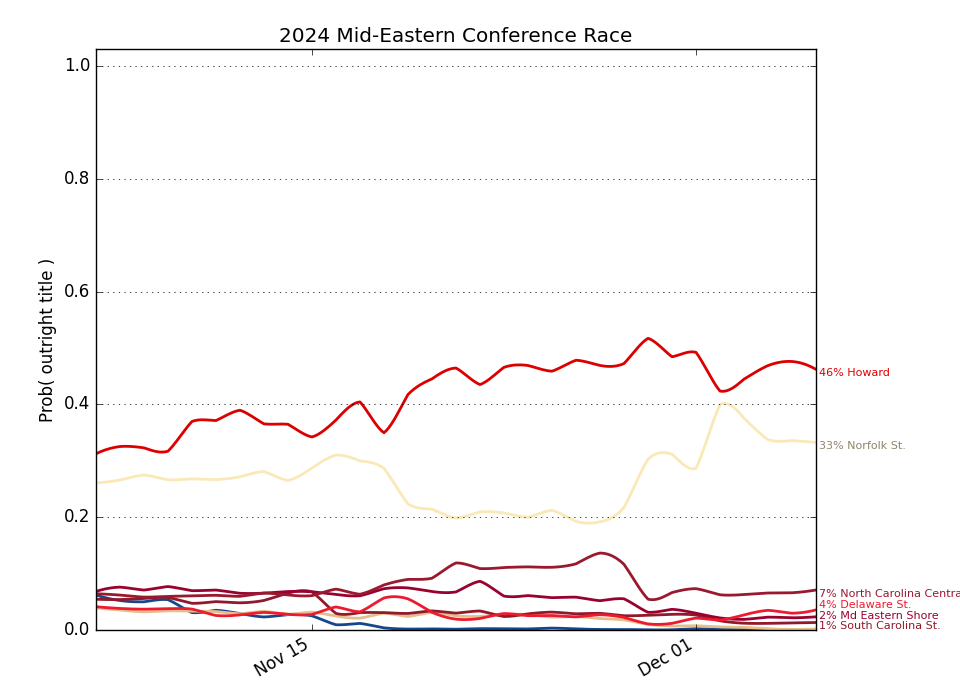 2024 Mid-Eastern Conference Race
1.0
0.8
0.6
0.4
0.2
0.0
Prob( outright title )
Nov 15
Dec 01
46% Howard
33% Norfolk St.
7% North Carolina Centra
4% Delaware St.
2% Md Eastern Shore
1% South Carolina St.